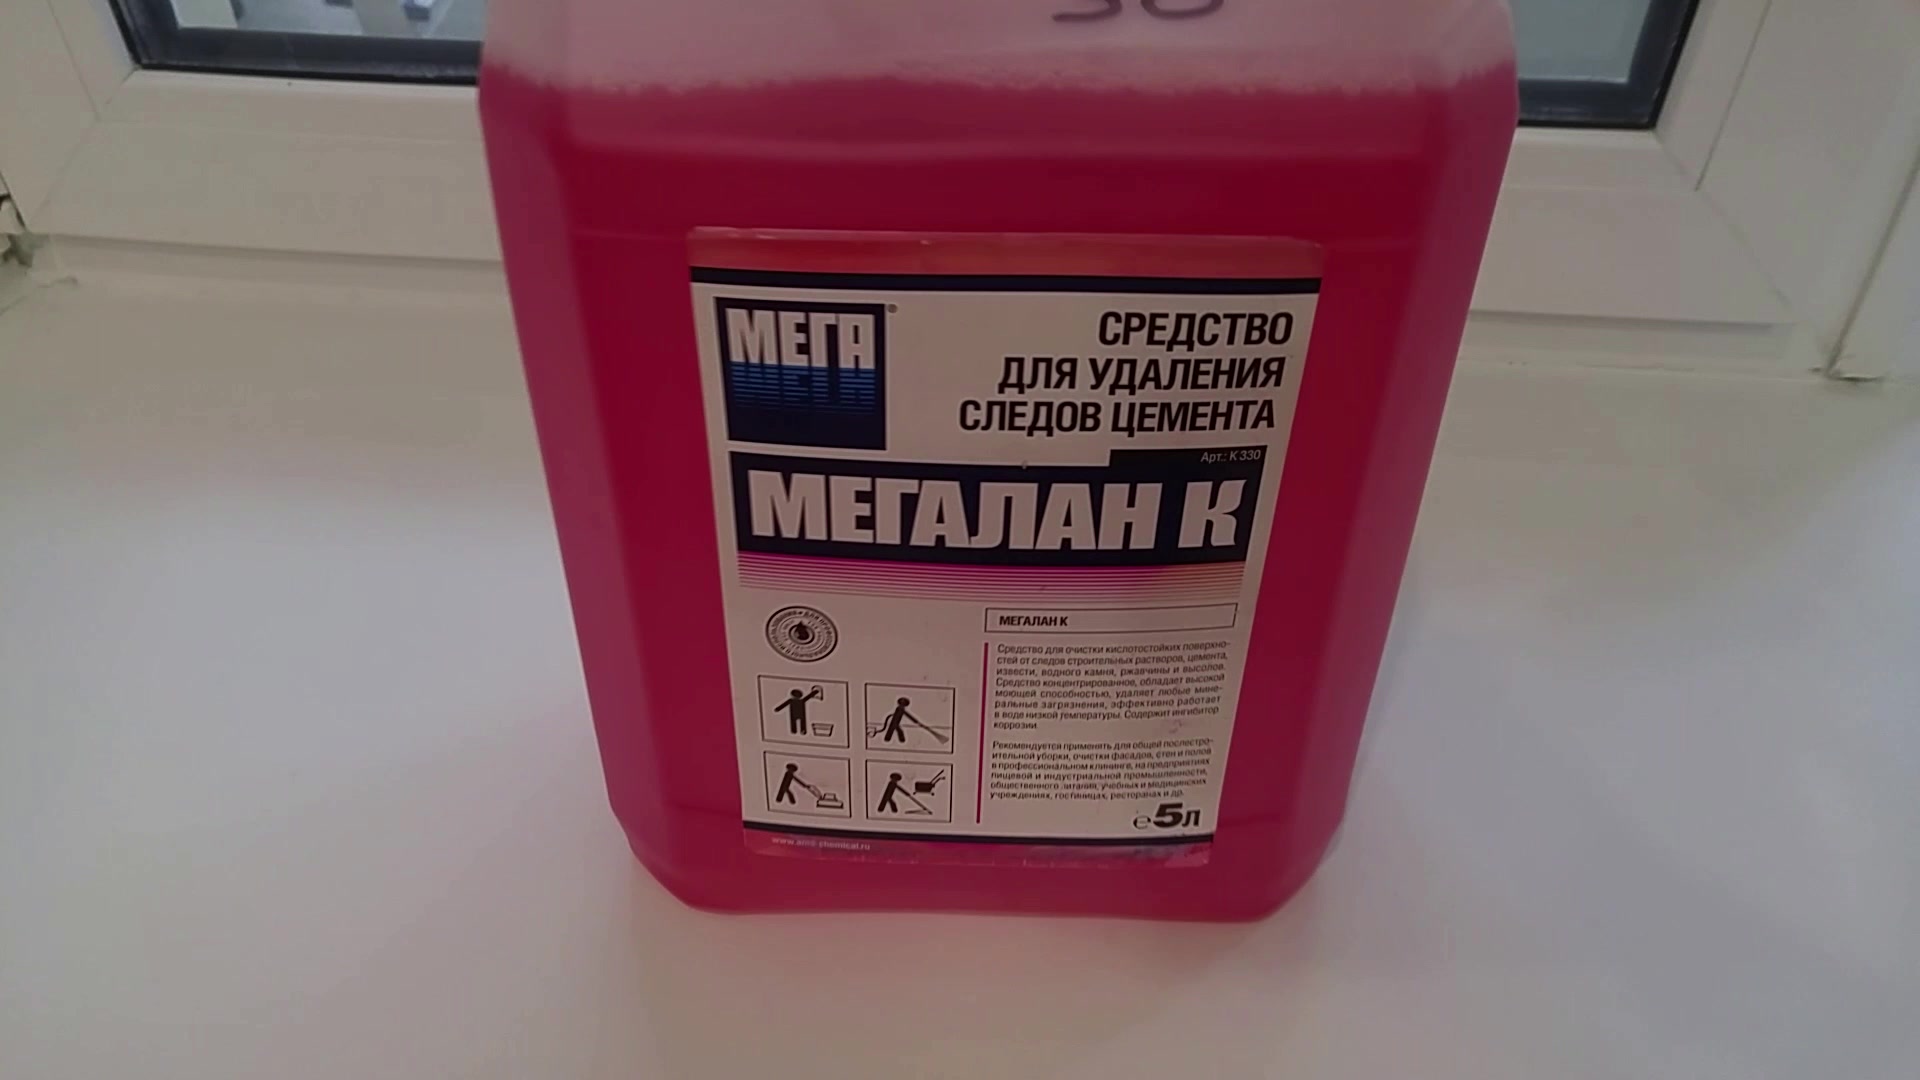 30
МЕГА
®
СРЕДСТВО
ДЛЯ УДАЛЕНИЯ
СЛЕДОВ ЦЕМЕНТА
Арт.: К 330
МЕГАЛАН К
МЕГАЛАН К
Средство для очистки кислотостойких поверхно-
стей от следов строительных растворов, цемента,
извести, водного камня, ржавчины и высолов.
Средство концентрированное, обладает высокой
моющей способностью, удаляет любые мине-
ральные загрязнения, эффективно работает
в воде низкой температуры. Содержит ингибитор
коррозии.
Рекомендуется применять для общей послестро-
ительной уборки, очистки фасадов, стен и полов
в профессиональном клининге, на предприятиях
пищевой и индустриальной промышленности,
общественного питания, учебных и медицинских
учреждениях, гостиницах, ресторанах и др.
℮5л